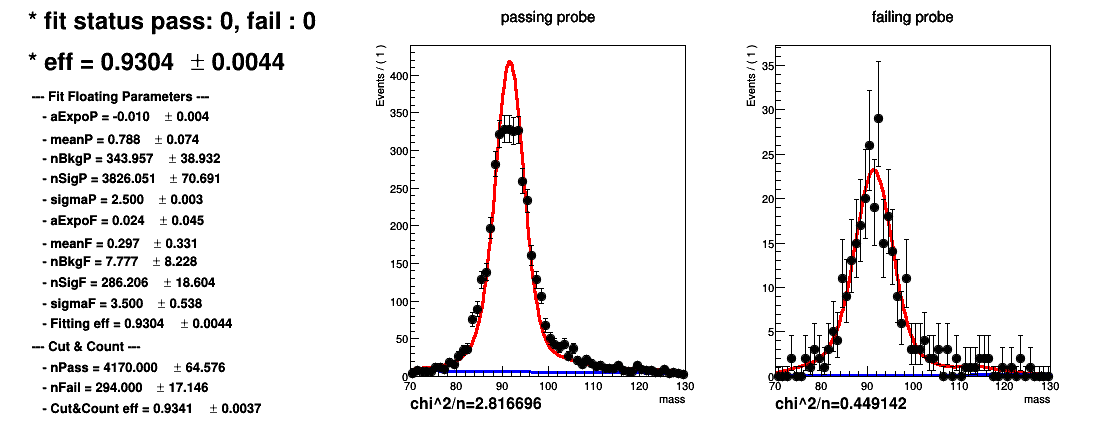 * fit status pass: 0, fail : 0
* eff = 0.9304 ± 0.0044
--- Fit Floating Parameters ---
- aExpoP = -0.010 ± 0.004
- meanP = 0.788 ± 0.074
- nBkgP = 343.957 ± 38.932
- nSigP = 3826.051 ± 70.691
- sigmaP = 2.500 ± 0.003
- aExpoF = 0.024 ± 0.045
- meanF = 0.297 ± 0.331
- nBkgF = 7.777 ± 8.228
- nSigF = 286.206 ± 18.604
- sigmaF = 3.500 ± 0.538
- Fitting eff = 0.9304 ± 0.0044
--- Cut & Count ---
- nPass = 4170.000 ± 64.576
- nFail = 294.000 ± 17.146
- Cut&Count eff = 0.9341 ± 0.0037
passing probe
Events / ( 1 )
400
350
300
250
200
150
100
50
0
70 80 90 100 110 120 130
mass
chi^2/n=2.816696
failing probe
Events / ( 1 )
35
30
25
20
15
10
5
0
70 80 90 100 110 120 130
mass
chi^2/n=0.449142